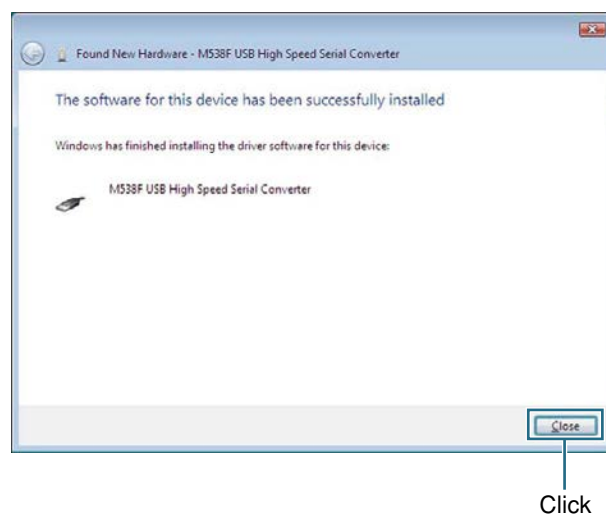 Found New Hardware - M538F USB High Speed Serial Converter
The software for this device has been successfully installed
Windows has finished installing the driver software for this device:
M538F USB High Speed Serial Converter
Close
Click